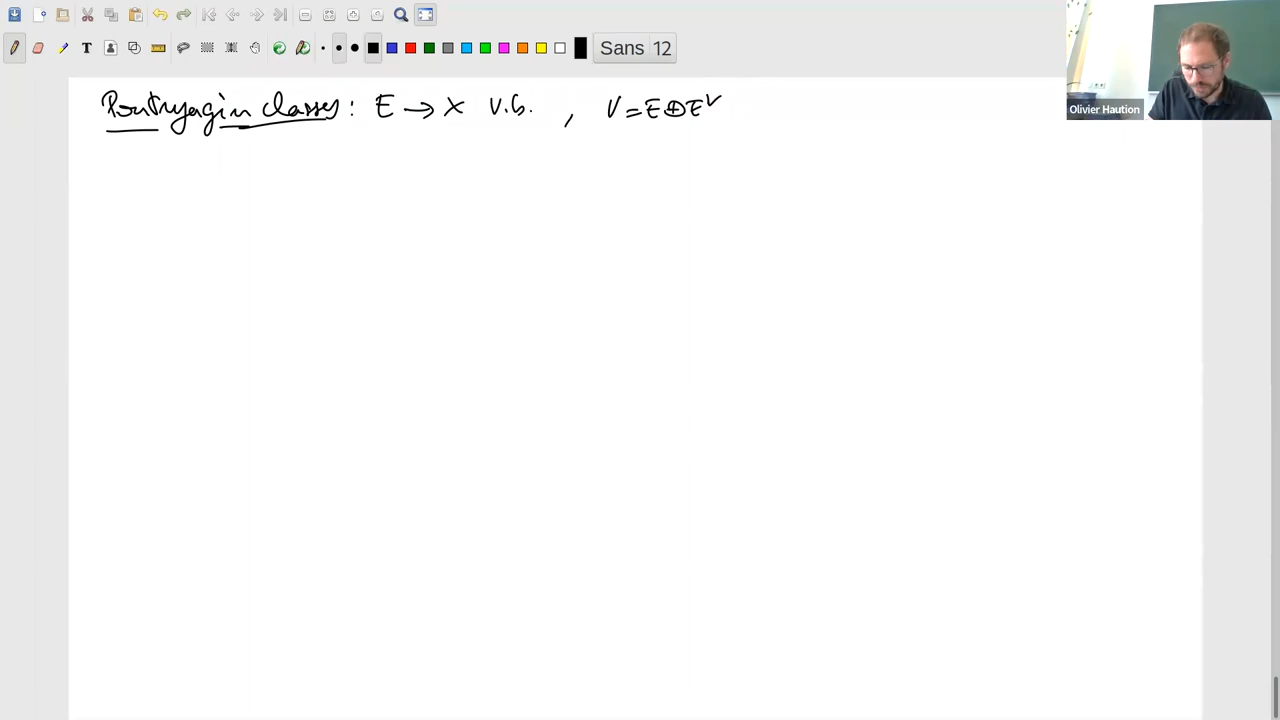 Sans 12
Olivier Haution
Pontryagin classes : E → X v.b. , V = E ⊕ E^∨